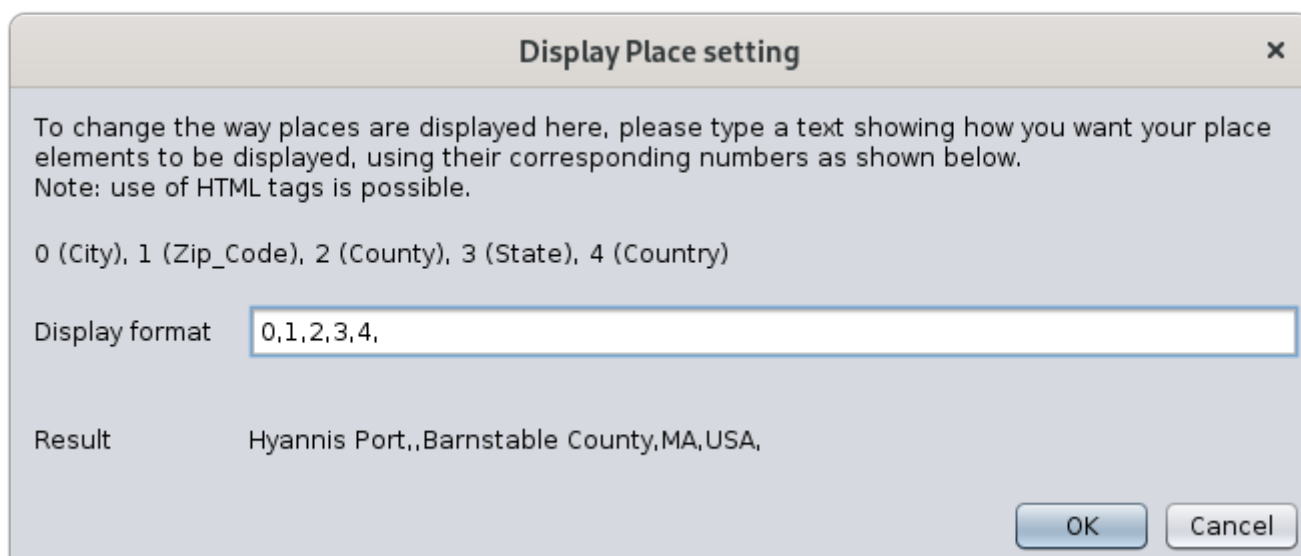 Display Place setting ×
To change the way places are displayed here, please type a text showing how you want your place
elements to be displayed, using their corresponding numbers as shown below.
Note: use of HTML tags is possible.
0 (City), 1 (Zip_Code), 2 (County), 3 (State), 4 (Country)
Display format 0,1,2,3,4,
Result Hyannis Port,,Barnstable County,MA,USA,
OK Cancel